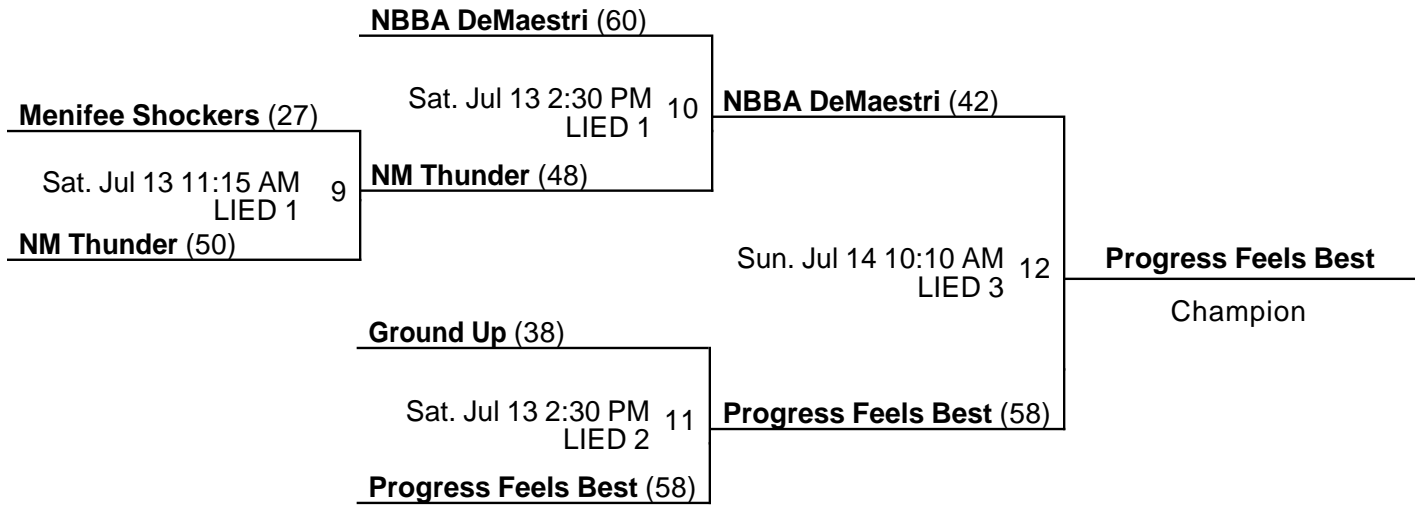 NBBA DeMaestri (60)
Sat. Jul 13 2:30 PM 10
LIED 1
NBBA DeMaestri (42)
Menifee Shockers (27)
Sat. Jul 13 11:15 AM 9
LIED 1
NM Thunder (48)
NM Thunder (50)
Sun. Jul 14 10:10 AM 12
LIED 3
Progress Feels Best
Champion
Ground Up (38)
Sat. Jul 13 2:30 PM 11
LIED 2
Progress Feels Best (58)
Progress Feels Best (58)